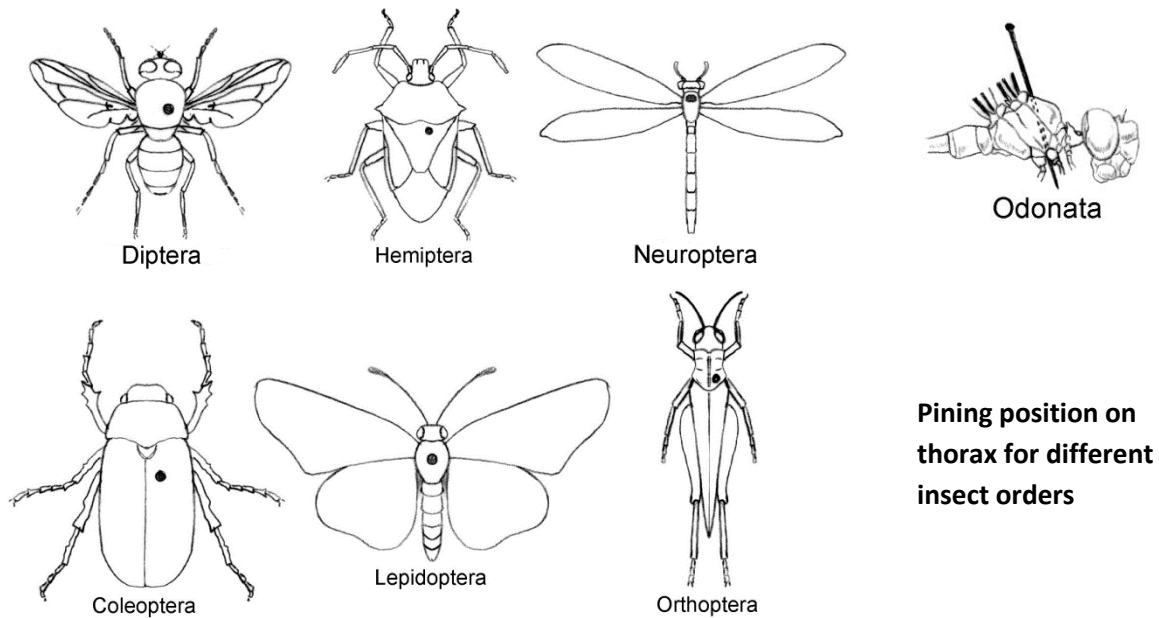 Diptera
Hemiptera
Neuroptera
Odonata
Coleoptera
Lepidoptera
Orthoptera
Pining position on
thorax for different
insect orders